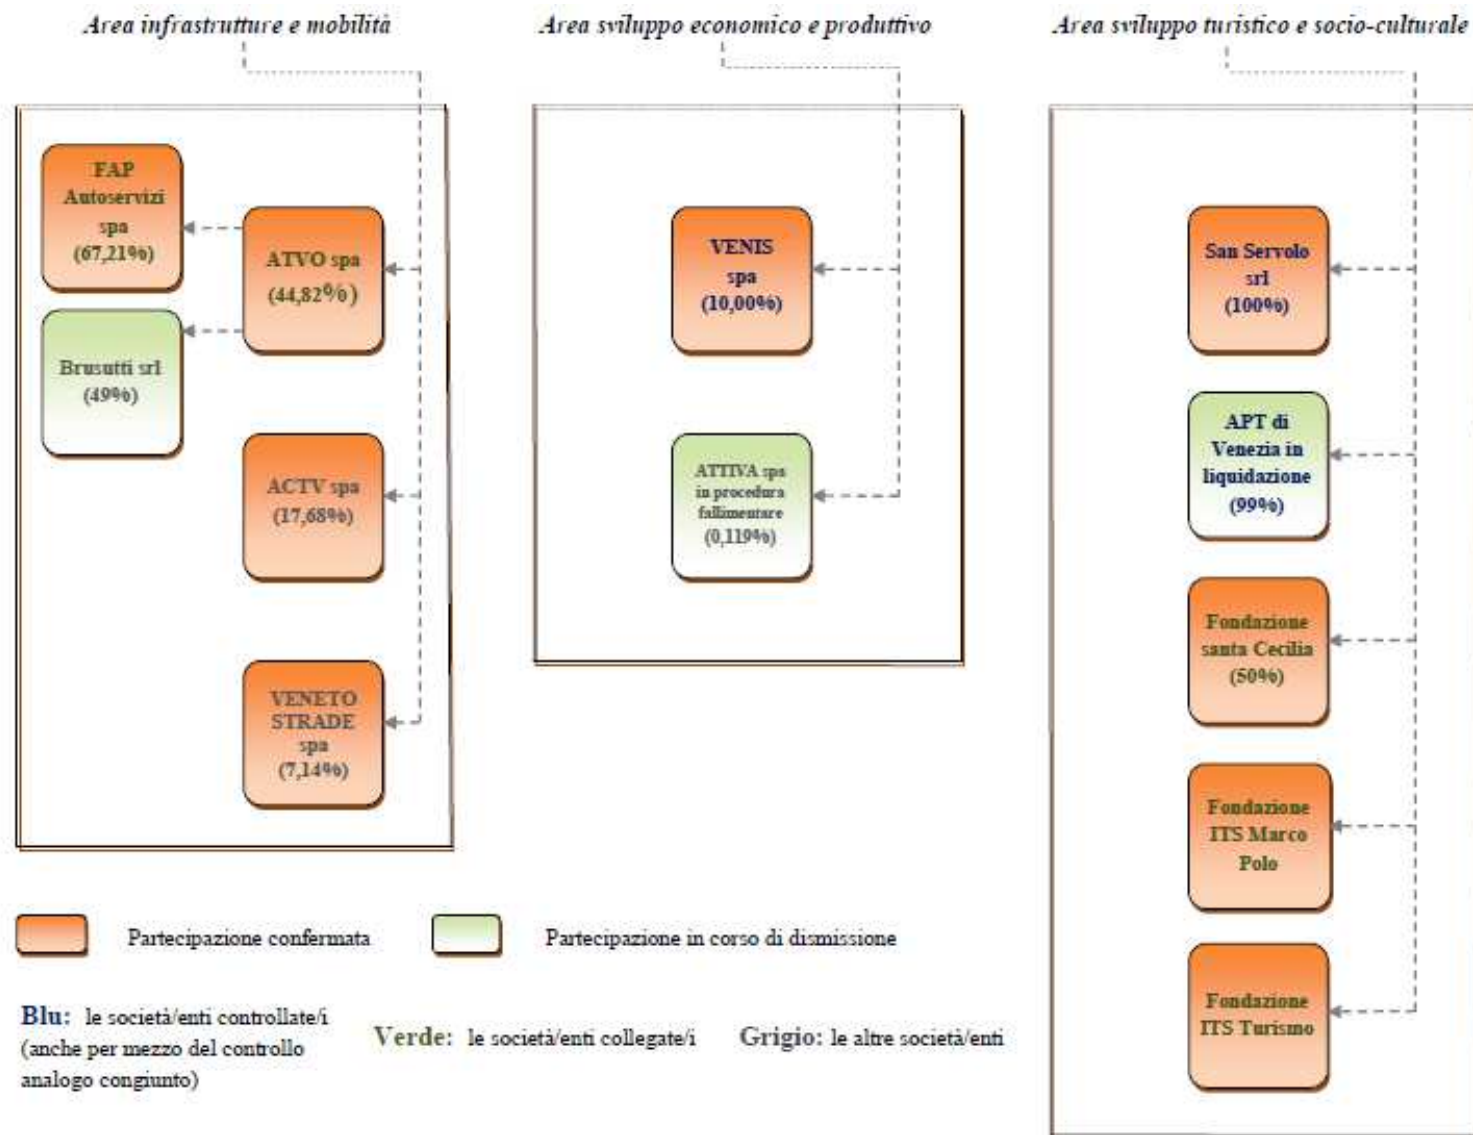 Area infrastrutture e mobilità
Area sviluppo economico e produttivo
Area sviluppo turistico e socio-culturale
FAP
Autoservizi
spa
(67,21%)
ATVO spa
(44,82%)
Brusutti srl
(49%)
ACTV spa
(17,68%)
VENETO
STRADE
spa
(7,14%)
VENIS
spa
(10,00%)
ATTIVA spa
in procedura
fallimentare
(0,119%)
San Servolo
srl
(100%)
APT di
Venezia in
liquidazione
(99%)
Fondazione
santa Cecilia
(50%)
Fondazione
ITS Marco
Polo
Fondazione
ITS Turismo
Partecipazione confermata
Partecipazione in corso di dismissione
Blu: le società/enti controllate/i
(anche per mezzo del controllo
analogo congiunto)
Verde: le società/enti collegate/i
Grigio: le altre società/enti